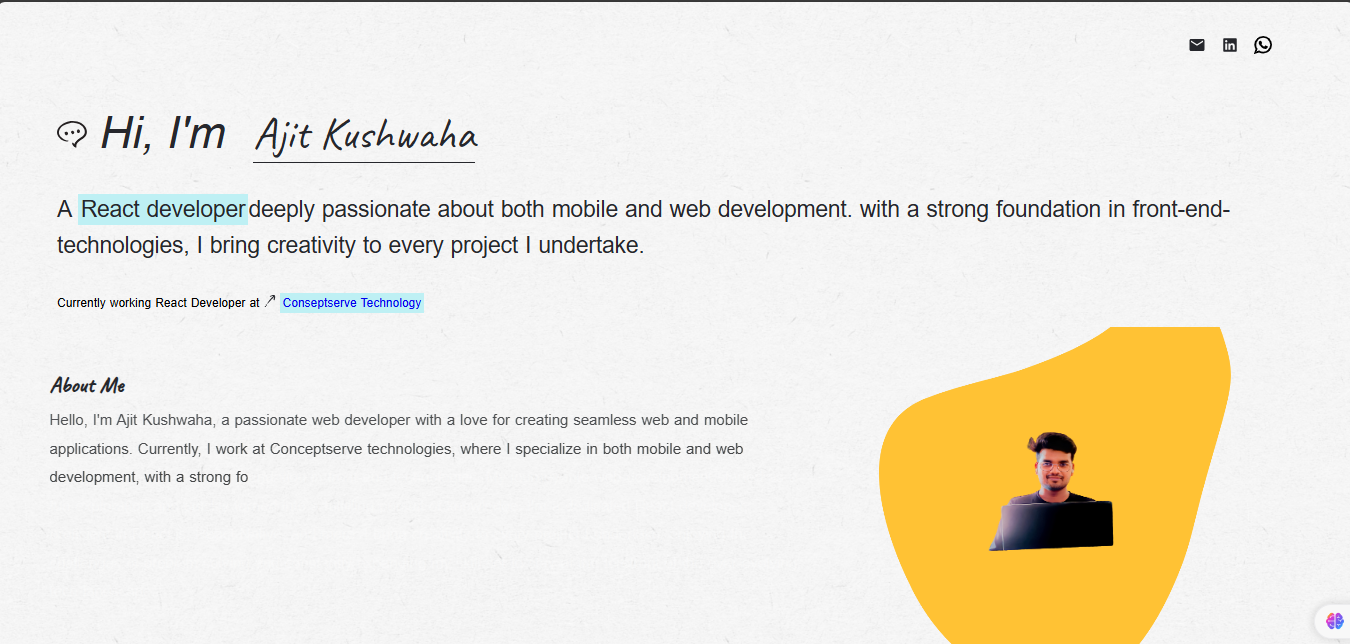 Hi, I'm Ajit Kushwaha
A React developer deeply passionate about both mobile and web development. with a strong foundation in front-end-
technologies, I bring creativity to every project I undertake.
Currently working React Developer at Conseptserve Technology
About Me
Hello, I'm Ajit Kushwaha, a passionate web developer with a love for creating seamless web and mobile
applications. Currently, I work at Conceptserve technologies, where I specialize in both mobile and web
development, with a strong fo